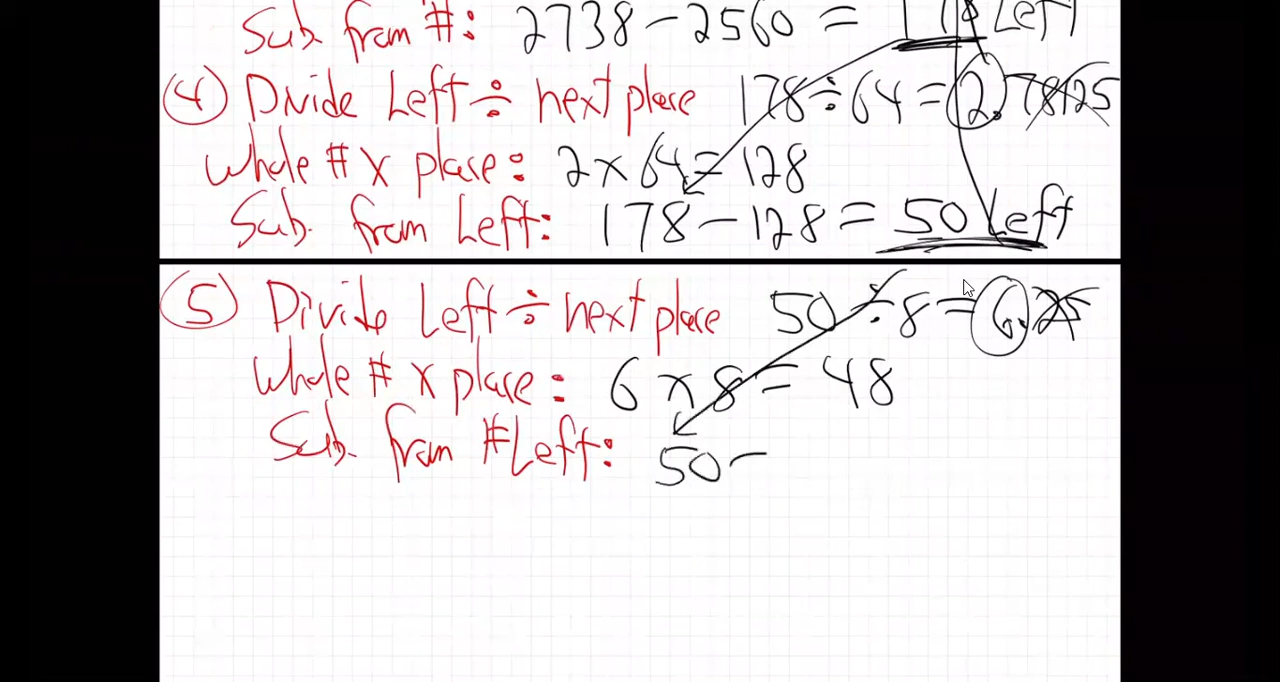 Sub. from #: 2738 - 2560 = 178 Left
④ Divide Left ÷ next place 178 ÷ 64 = 2.78125
Whole # x place: 2 x 64 = 128
Sub. from Left: 178 - 128 = 50 Left
⑤ Divide Left ÷ next place 50 ÷ 8 = 6.25
Whole # x place: 6 x 8 = 48
Sub. from # Left: 50 -